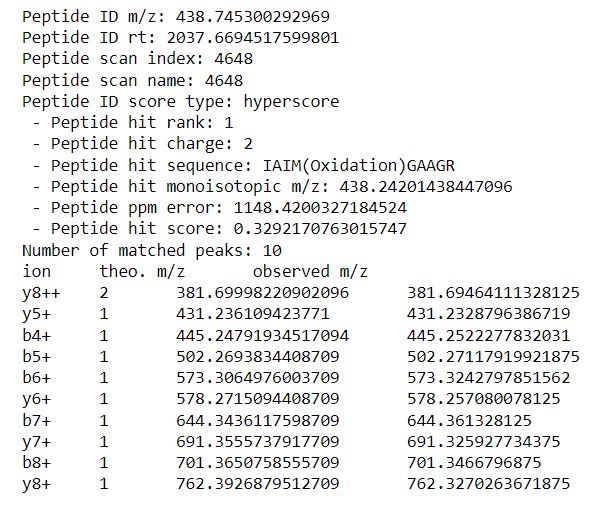 Peptide ID m/z: 438.745300292969
Peptide ID rt: 2037.6694517599801
Peptide scan index: 4648
Peptide scan name: 4648
Peptide ID score type: hyperscore
- Peptide hit rank: 1
- Peptide hit charge: 2
- Peptide hit sequence: IAIM(Oxidation)GAAGR
- Peptide hit monoisotopic m/z: 438.24201438447096
- Peptide ppm error: 1148.4200327184524
- Peptide hit score: 0.3292170763015747
Number of matched peaks: 10
ion theo. m/z observed m/z
y8++ 2 381.69998220902096 381.69464111328125
y5+ 1 431.236109423771 431.2328796386719
b4+ 1 445.24791934517094 445.2522277832031
b5+ 1 502.2693834408709 502.27117919921875
b6+ 1 573.3064976003709 573.3242797851562
y6+ 1 578.2715094408709 578.257080078125
b7+ 1 644.3436117598709 644.361328125
y7+ 1 691.3555737917709 691.325927734375
b8+ 1 701.3650758555709 701.3466796875
y8+ 1 762.3926879512709 762.3270263671875